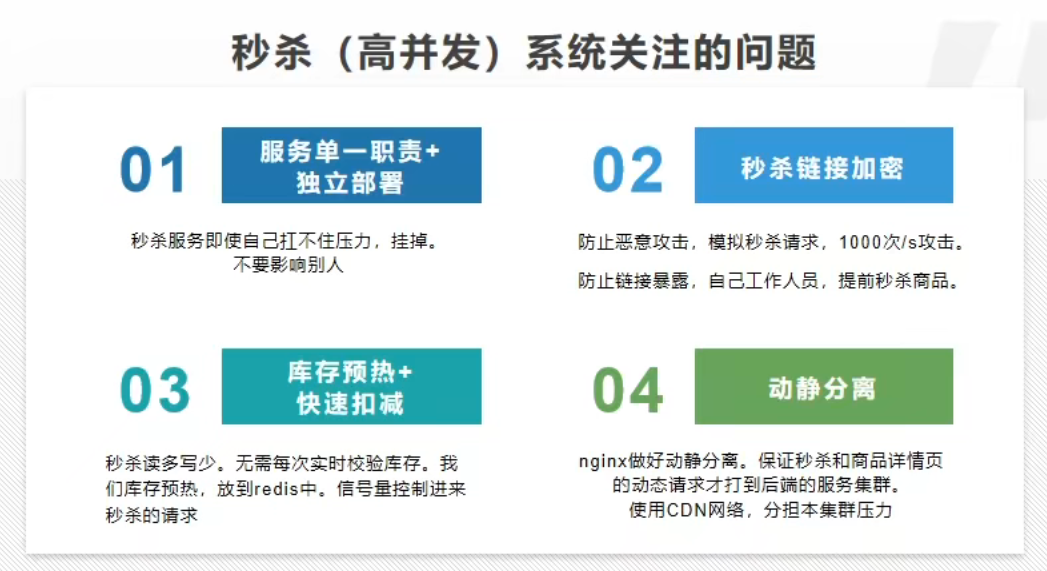 秒杀（高并发）系统关注的问题
01
服务单一职责+
独立部署
秒杀服务即使自己扛不住压力，挂掉。
不要影响别人
02
秒杀链接加密
防止恶意攻击，模拟秒杀请求，1000次/s攻击。
防止链接暴露，自己工作人员，提前秒杀商品。
03
库存预热+
快速扣减
秒杀读多写少。无需每次实时校验库存。我
们库存预热，放到redis中。信号量控制进来
秒杀的请求
04
动静分离
nginx做好动静分离。保证秒杀和商品详情页
的动态请求才打到后端的服务集群。
使用CDN网络，分担本集群压力